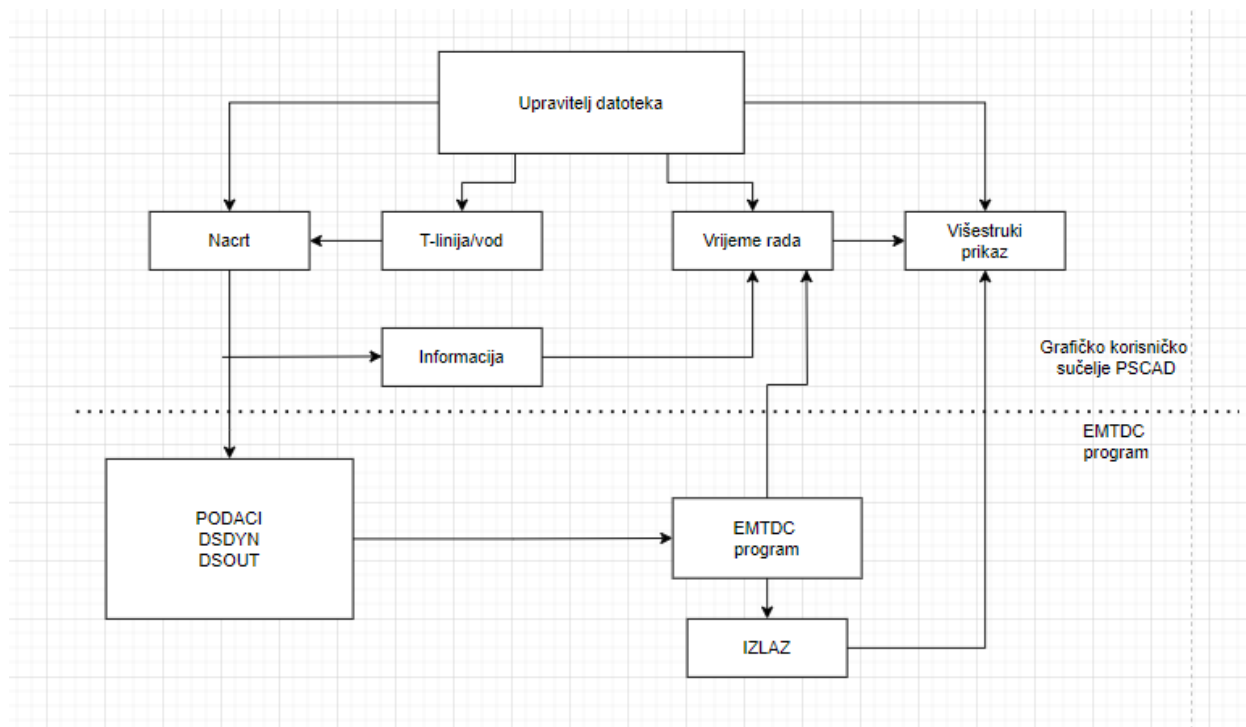 Upravitelj datoteka
Nacrt
T-linija/vod
Vrijeme rada
Višestruki
prikaz
Informacija
Grafičko korisničko
sučelje PSCAD
EMTDC
program
PODACI
DSDYN
DSOUT
EMTDC
program
IZLAZ